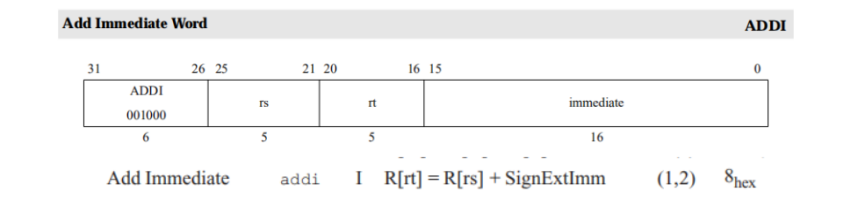 Add Immediate Word ADDI
31 26 25 21 20 16 15 0
ADDI
001000 rs rt immediate
6 5 5 16
Add Immediate addi I R[rt] = R[rs] + SignExtImm (1,2) 8hex